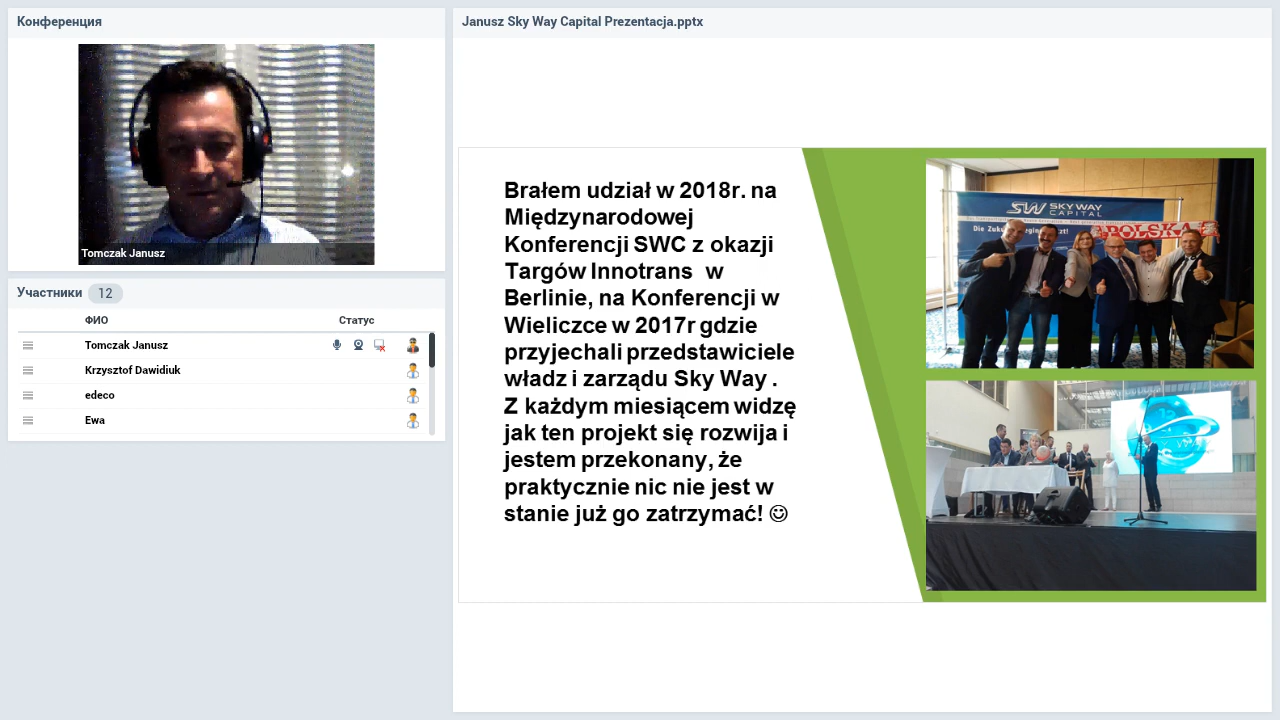 Конференция
Tomczak Janusz
Участники 12
ФИО Статус
Tomczak Janusz
Krzysztof Dawidiuk
edeco
Ewa
Janusz Sky Way Capital Prezentacja.pptx
Brałem udział w 2018r. na
Międzynarodowej
Konferencji SWC z okazji
Targów Innotrans w
Berlinie, na Konferencji w
Wieliczce w 2017r gdzie
przyjechali przedstawiciele
władz i zarządu Sky Way .
Z każdym miesiącem widzę
jak ten projekt się rozwija i
jestem przekonany, że
praktycznie nic nie jest w
stanie już go zatrzymać! ☺
SW SKY WAY
CAPITAL
POLSKA
Die